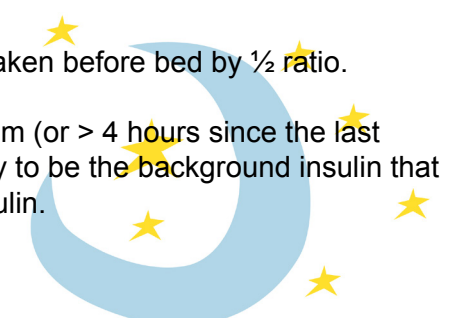 aken before bed by ½ ratio.
m (or > 4 hours since the last
y to be the background insulin that
ulin.